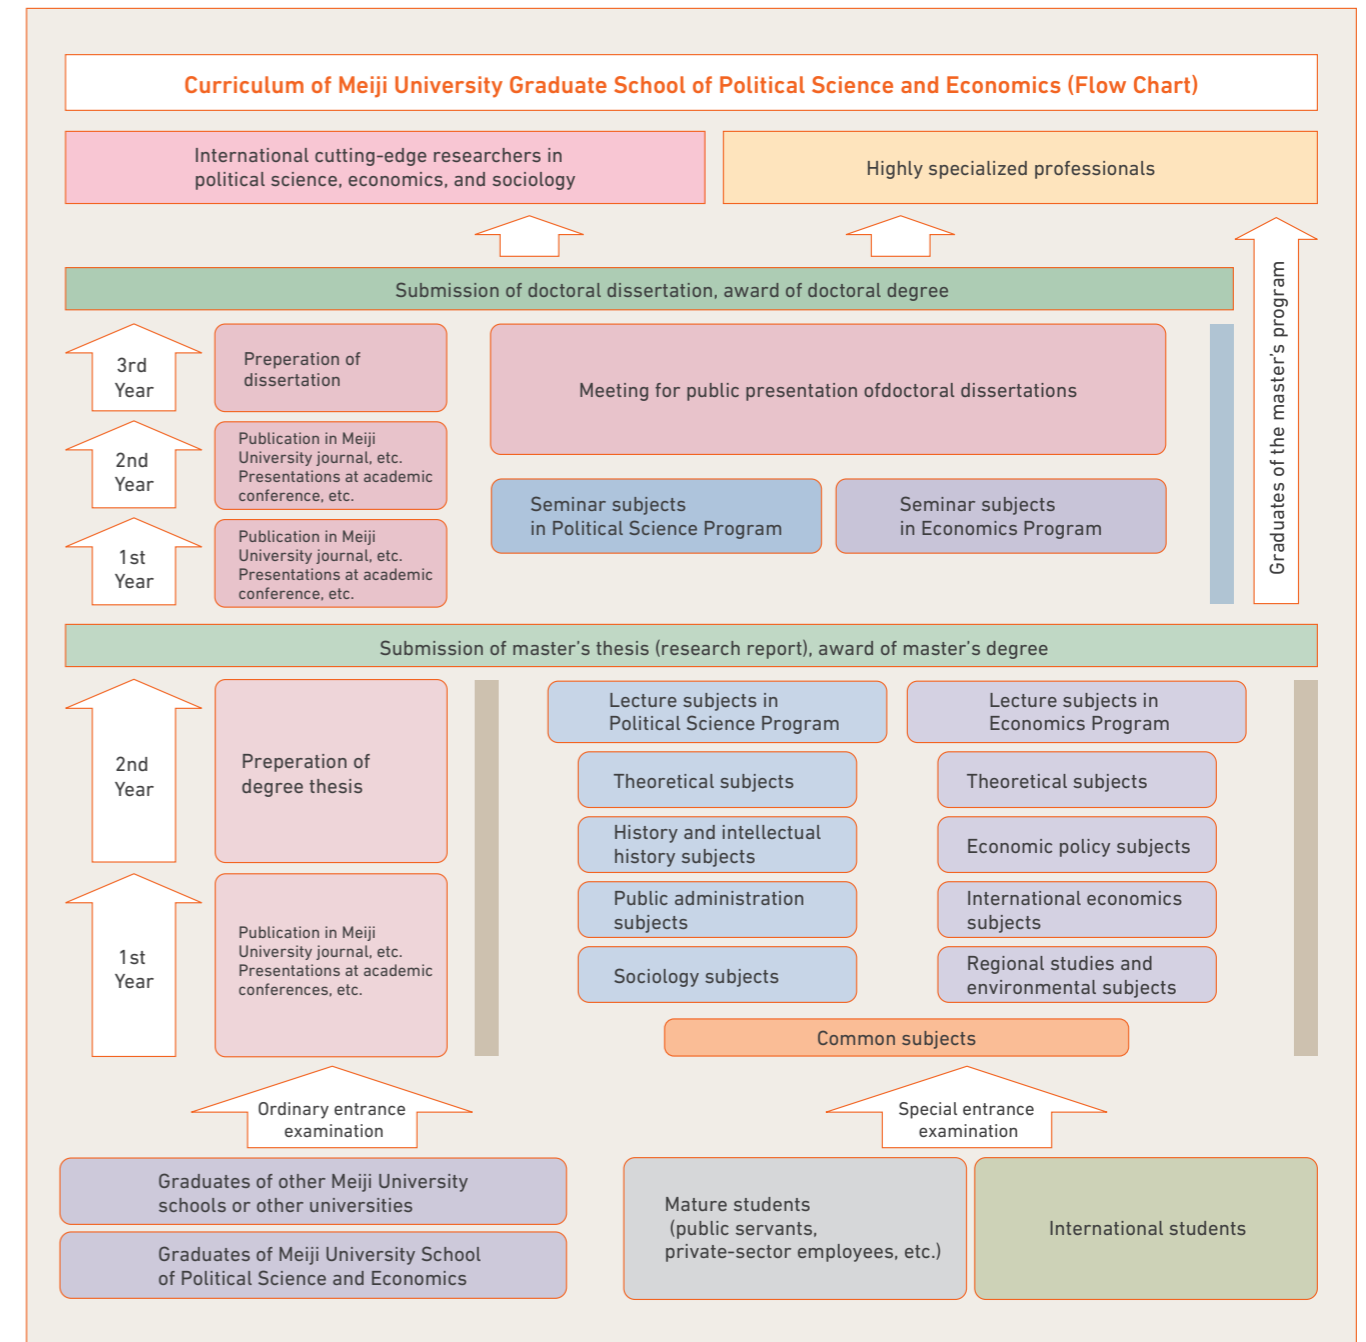 Curriculum of Meiji University Graduate School of Political Science and Economics (Flow Chart)
International cutting-edge researchers in
political science, economics, and sociology
Highly specialized professionals
Graduates of the master's program
Submission of doctoral dissertation, award of doctoral degree
3rd
Year
Preperation of
dissertation
Meeting for public presentation ofdoctoral dissertations
2nd
Year
Publication in Meiji
University journal, etc.
Presentations at academic
conference, etc.
Seminar subjects
in Political Science Program
Seminar subjects
in Economics Program
1st
Year
Publication in Meiji
University journal, etc.
Presentations at academic
conference, etc.
Submission of master's thesis (research report), award of master's degree
2nd
Year
Preperation of
degree thesis
Lecture subjects in
Political Science Program
Lecture subjects in
Economics Program
Theoretical subjects
Theoretical subjects
History and intellectual
history subjects
Economic policy subjects
1st
Year
Publication in Meiji
University journal, etc.
Presentations at academic
conferences, etc.
Public administration
subjects
International economics
subjects
Sociology subjects
Regional studies and
environmental subjects
Common subjects
Ordinary entrance
examination
Special entrance
examination
Graduates of other Meiji University
schools or other universities
Graduates of Meiji University School
of Political Science and Economics
Mature students
(public servants,
private-sector employees, etc.)
International students